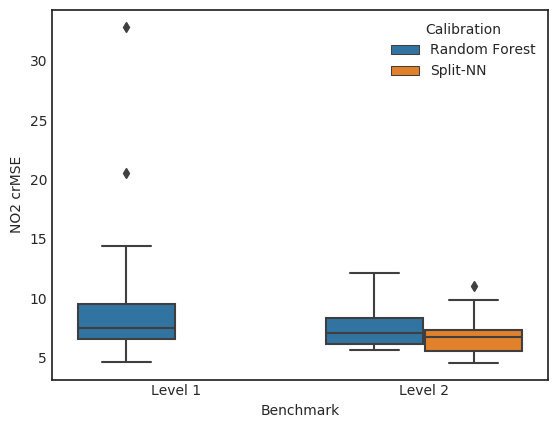 Calibration
Random Forest
Split-NN
NO2 crMSE
30
25
20
15
10
5
Level 1
Level 2
Benchmark